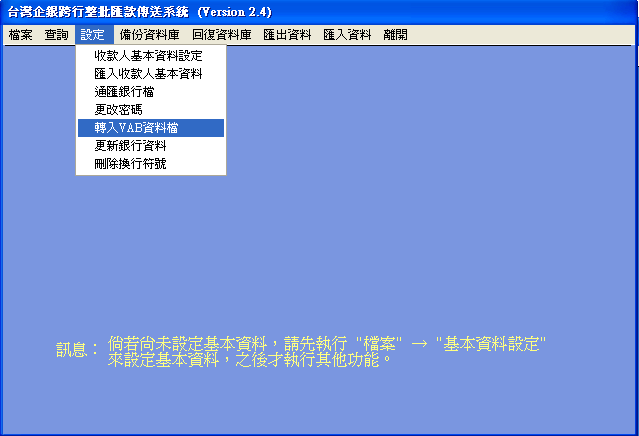 台灣企銀跨行整批匯款傳送系統 (Version 2.4)
檔案 查詢 設定 備份資料庫 回復資料庫 匯出資料 匯入資料 離開
收款人基本資料設定
匯入收款人基本資料
通匯銀行檔
更改密碼
轉入VAB資料檔
更新銀行資料
刪除換行符號
訊息： 倘若尚未設定基本資料，請先執行 "檔案" → "基本資料設定"
來設定基本資料，之後才執行其他功能。